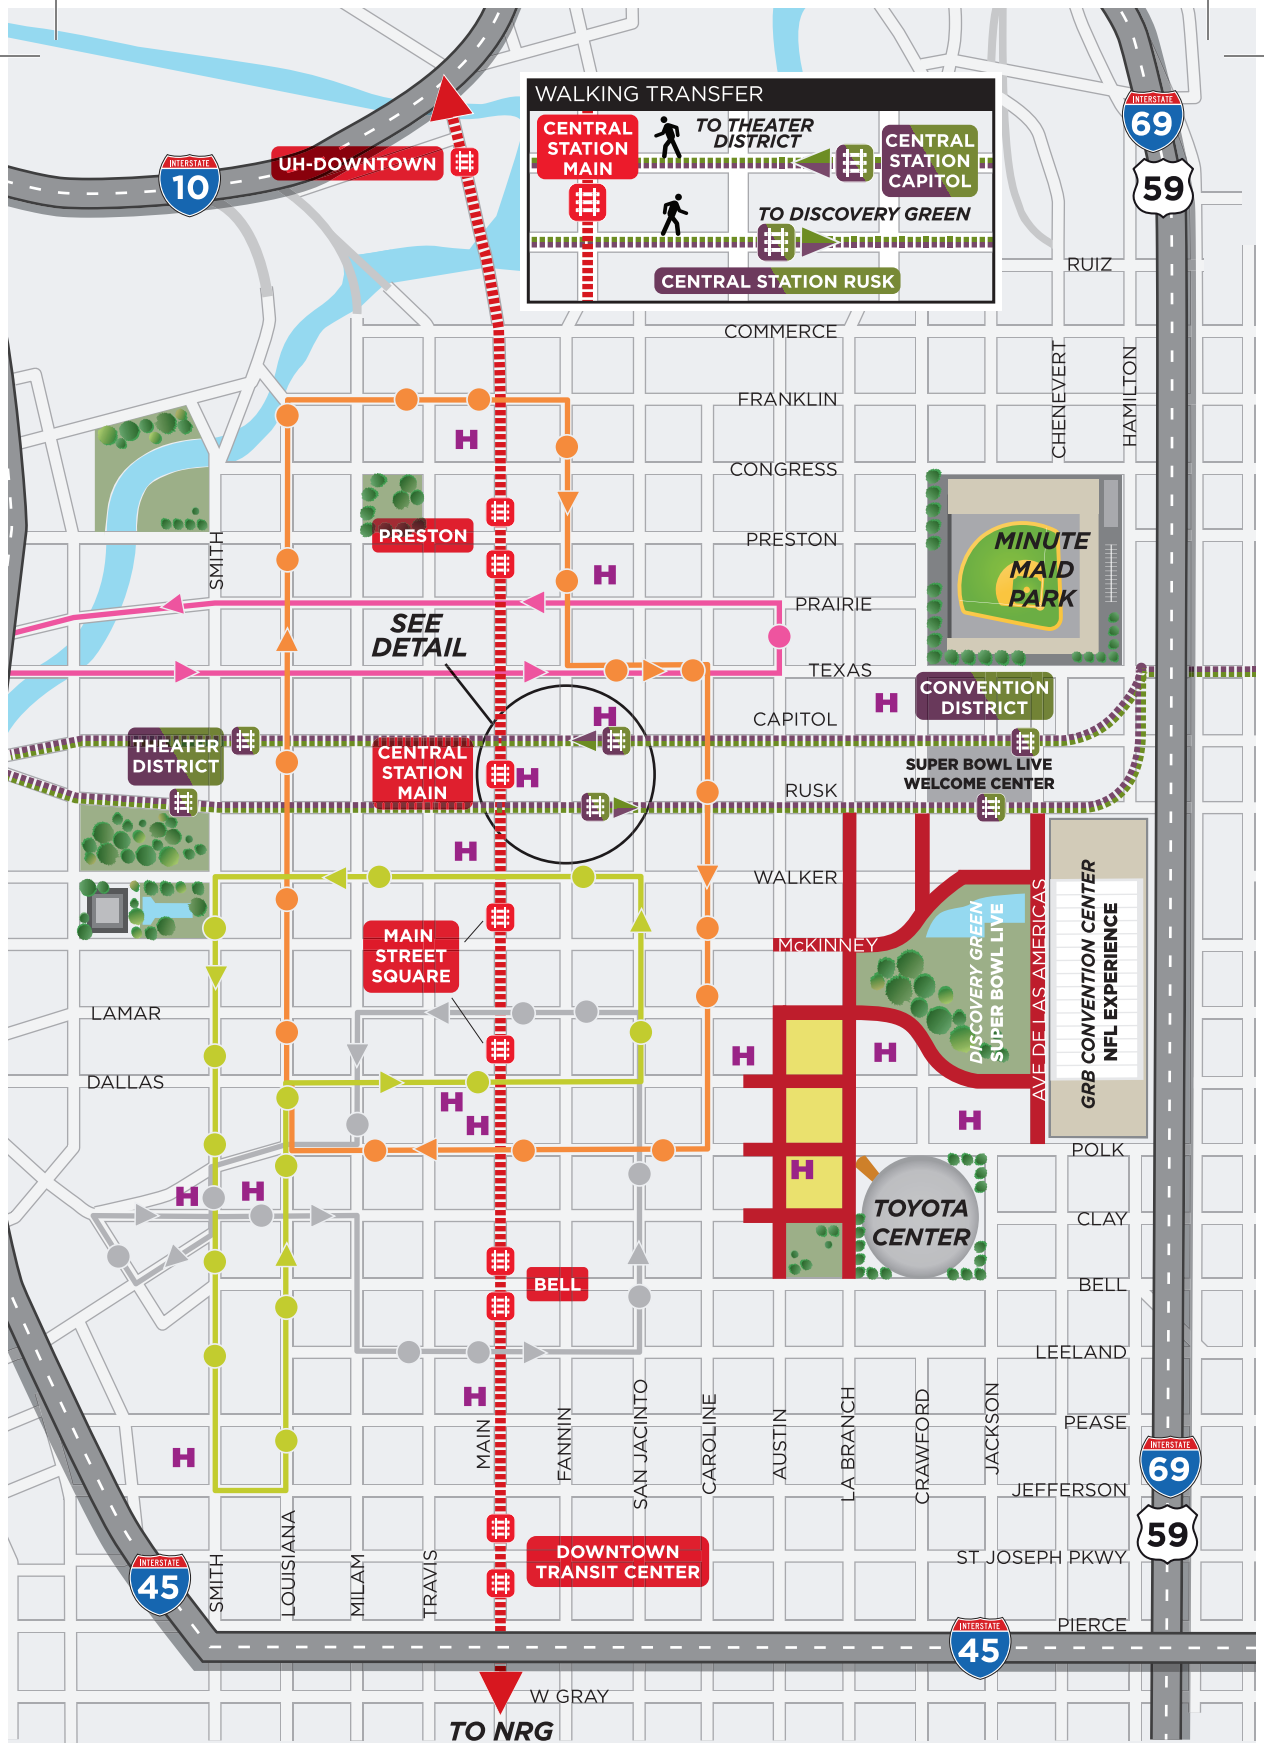 WALKING TRANSFER
CENTRAL
STATION
MAIN
TO THEATER
DISTRICT
CENTRAL
STATION
CAPITOL
TO DISCOVERY GREEN
CENTRAL STATION RUSK
INTERSTATE
69
59
INTERSTATE
10
UH-DOWNTOWN
RUIZ
COMMERCE
CHENEVERT
HAMILTON
FRANKLIN
H
CONGRESS
PRESTON
PRESTON
SMITH
MINUTE
MAID
PARK
H
PRAIRIE
SEE
DETAIL
TEXAS
CONVENTION
DISTRICT
H
H
CAPITOL
THEATER
DISTRICT
CENTRAL
STATION
MAIN
H
SUPER BOWL LIVE
WELCOME CENTER
RUSK
H
WALKER
MAIN
STREET
SQUARE
McKINNEY
DISCOVERY GREEN
SUPER BOWL LIVE
AVE DE LAS AMERICAS
GRB CONVENTION CENTER
NFL EXPERIENCE
LAMAR
H
H
DALLAS
H
H
H
POLK
H
H
H
TOYOTA
CENTER
CLAY
BELL
BELL
LEELAND
H
MAIN
FANNIN
SAN JACINTO
CAROLINE
AUSTIN
LA BRANCH
CRAWFORD
JACKSON
PEASE
H
INTERSTATE
69
JEFFERSON
59
SMITH
LOUISIANA
MILAM
TRAVIS
DOWNTOWN
TRANSIT CENTER
ST JOSEPH PKWY
INTERSTATE
45
PIERCE
INTERSTATE
45
W GRAY
TO NRG